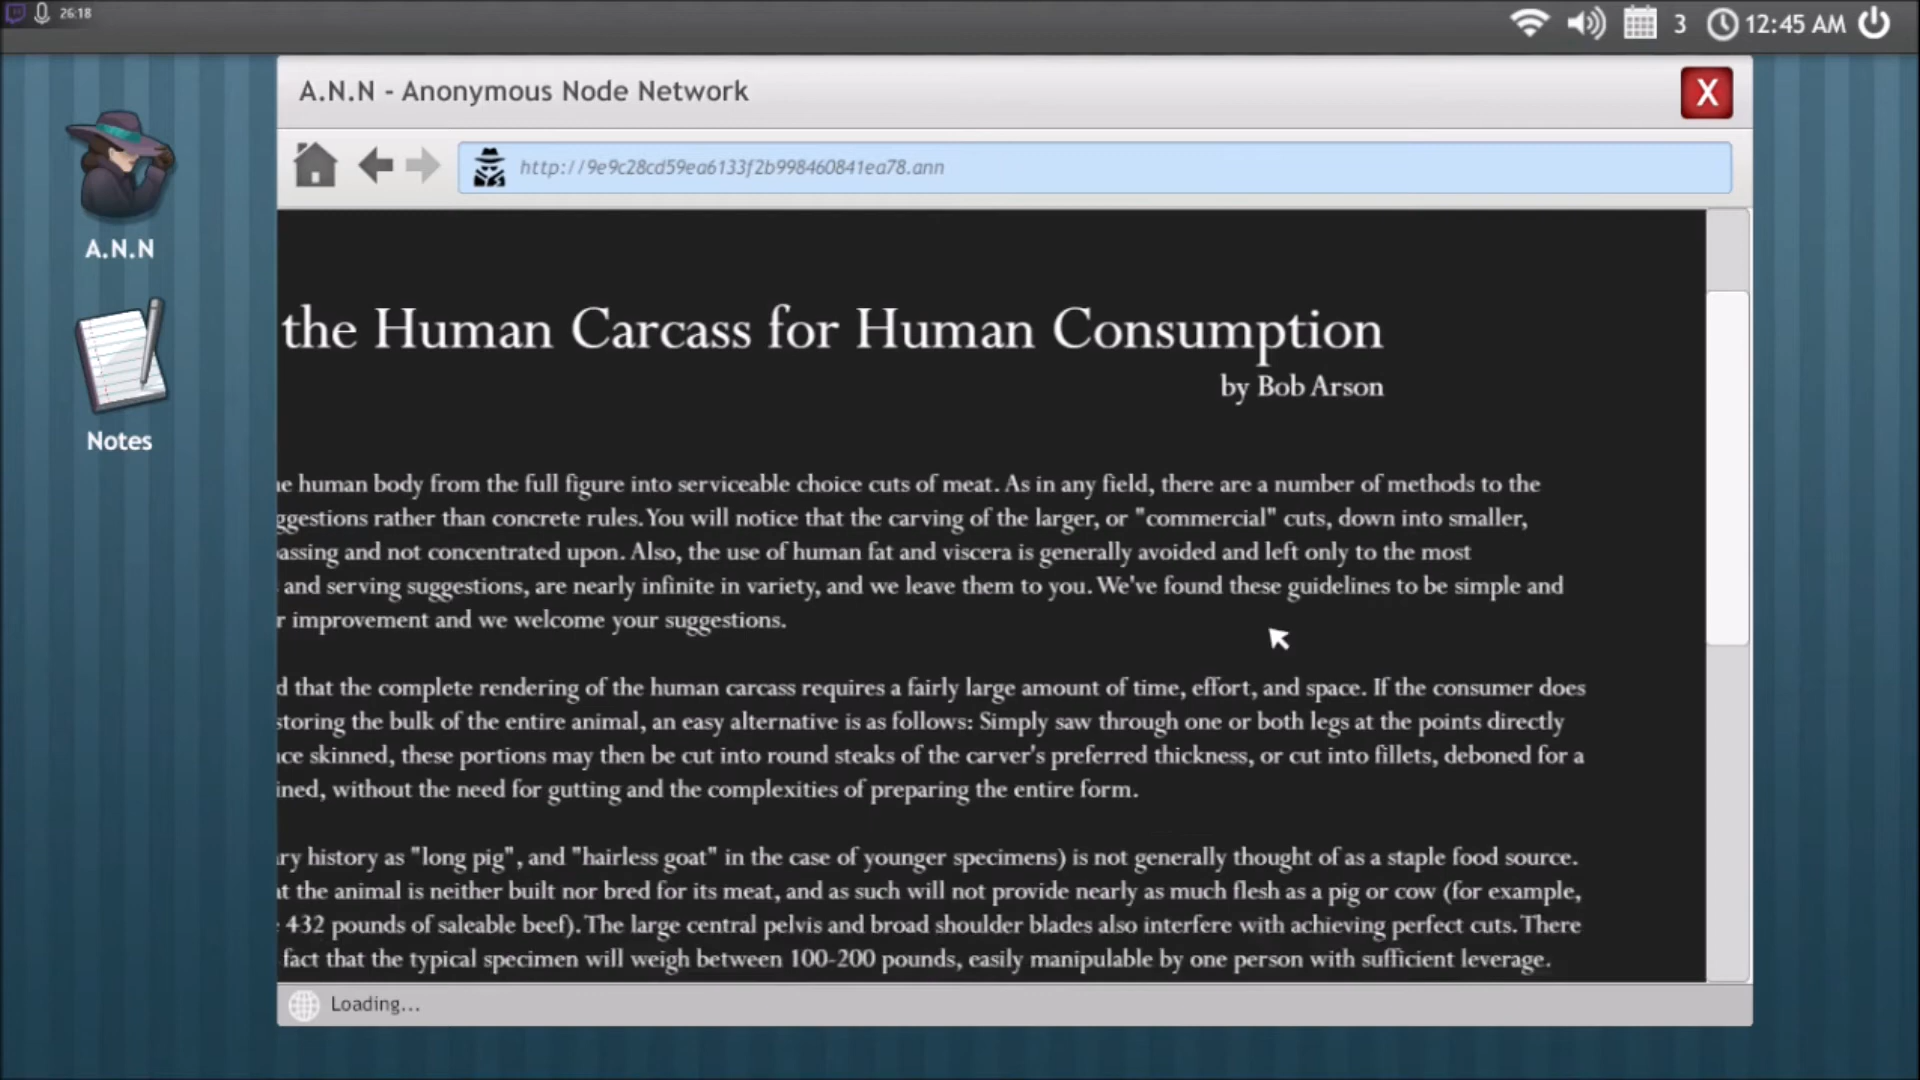 26:18
3
12:45 AM
A.N.N - Anonymous Node Network
X
http://9e9c28cd59ea6133f2b998460841ea78.ann
A.N.N
Notes
the Human Carcass for Human Consumption
by Bob Arson
e human body from the full figure into serviceable choice cuts of meat. As in any field, there are a number of methods to the
ggestions rather than concrete rules. You will notice that the carving of the larger, or "commercial" cuts, down into smaller,
assing and not concentrated upon. Also, the use of human fat and viscera is generally avoided and left only to the most
and serving suggestions, are nearly infinite in variety, and we leave them to you. We've found these guidelines to be simple and
r improvement and we welcome your suggestions.
d that the complete rendering of the human carcass requires a fairly large amount of time, effort, and space. If the consumer does
storing the bulk of the entire animal, an easy alternative is as follows: Simply saw through one or both legs at the points directly
ce skinned, these portions may then be cut into round steaks of the carver's preferred thickness, or cut into fillets, deboned for a
ined, without the need for gutting and the complexities of preparing the entire form.
ry history as "long pig", and "hairless goat" in the case of younger specimens) is not generally thought of as a staple food source.
t the animal is neither built nor bred for its meat, and as such will not provide nearly as much flesh as a pig or cow (for example,
432 pounds of saleable beef). The large central pelvis and broad shoulder blades also interfere with achieving perfect cuts. There
fact that the typical specimen will weigh between 100-200 pounds, easily manipulable by one person with sufficient leverage.
Loading...